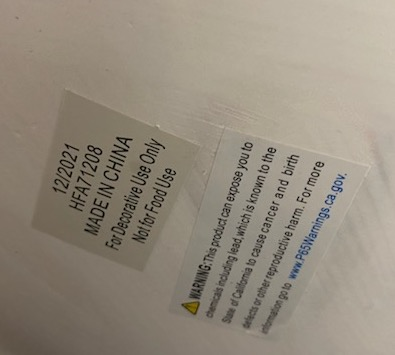 12/2021
HFA71208
MADE IN CHINA
For Decorative Use Only
Not for Food Use
WARNING: This product can expose you to
chemicals including lead, which is known to the
State of California to cause cancer and birth
defects or other reproductive harm. For more
information go to www.P65Warnings.ca.gov.